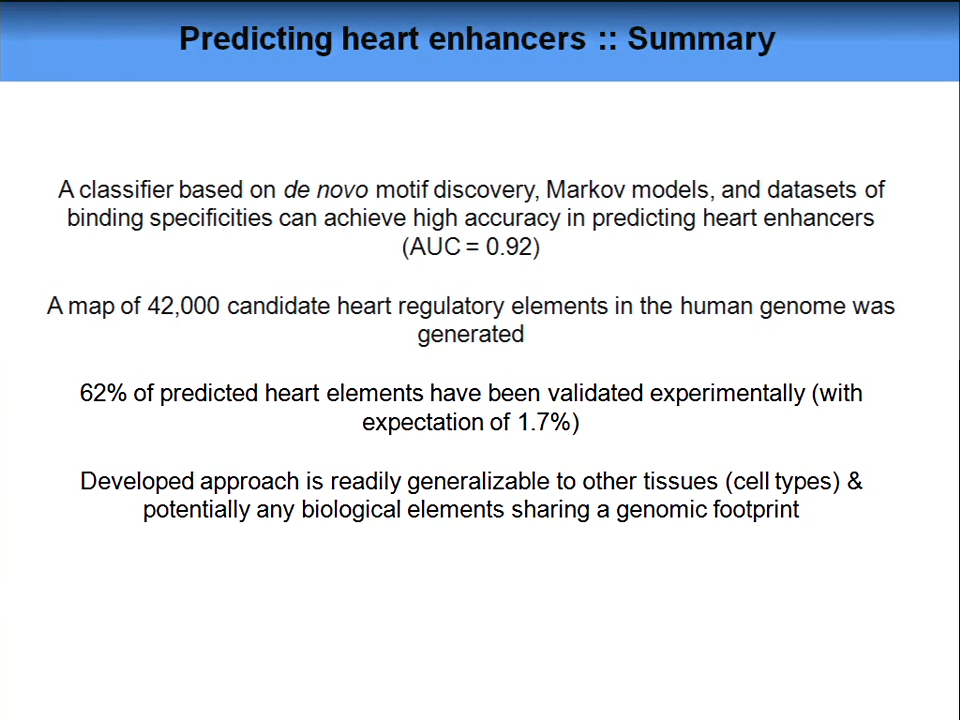 Predicting heart enhancers :: Summary
A classifier based on de novo motif discovery, Markov models, and datasets of
binding specificities can achieve high accuracy in predicting heart enhancers
(AUC = 0.92)
A map of 42,000 candidate heart regulatory elements in the human genome was
generated
62% of predicted heart elements have been validated experimentally (with
expectation of 1.7%)
Developed approach is readily generalizable to other tissues (cell types) &
potentially any biological elements sharing a genomic footprint